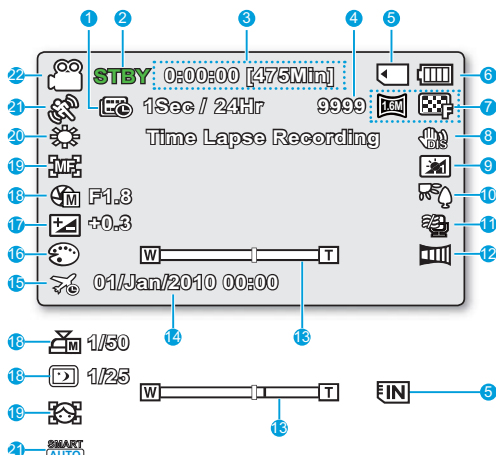 1 2 3 4 5
22 STBY 0:00:00 [475Min] 6
21 1Sec / 24Hr 9999 1.6M F 7
20 Time Lapse Recording DIS 8
19 MF 9
18 M F1.8 10
17 +0.3 11
16 W T 12
15 01/Jan/2010 00:00
14 13
18 M 1/50
18 1/25
W T IN 5
19
13
21 SMART AUTO